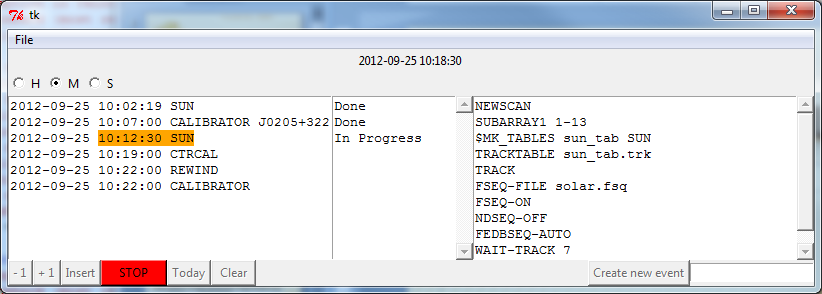 tk
File
2012-09-25 10:18:30
H M S
2012-09-25 10:02:19 SUN Done NEWSCAN
2012-09-25 10:07:00 CALIBRATOR J0205+322 Done SUBARRAY1 1-13
2012-09-25 10:12:30 SUN In Progress $MK_TABLES sun_tab SUN
2012-09-25 10:19:00 CTRCAL TRACKTABLE sun_tab.trk
2012-09-25 10:22:00 REWIND TRACK
2012-09-25 10:22:00 CALIBRATOR FSEQ-FILE solar.fsq
FSEQ-ON
NDSEQ-OFF
FEDBSEQ-AUTO
WAIT-TRACK 7
- 1 + 1 Insert STOP Today Clear Create new event